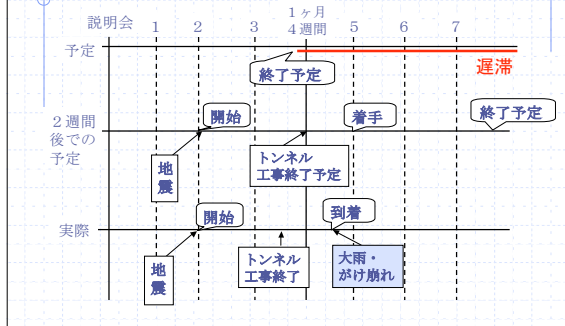 説明会 1 2 3 1ヶ月
4週間 5 6 7
予定
遅滞
終了予定
2週間
後での
予定
開始
着手
終了予定
地
震
トンネル
工事終了予定
実際
開始
到着
地
震
トンネル
工事終了
大雨・
がけ崩れ